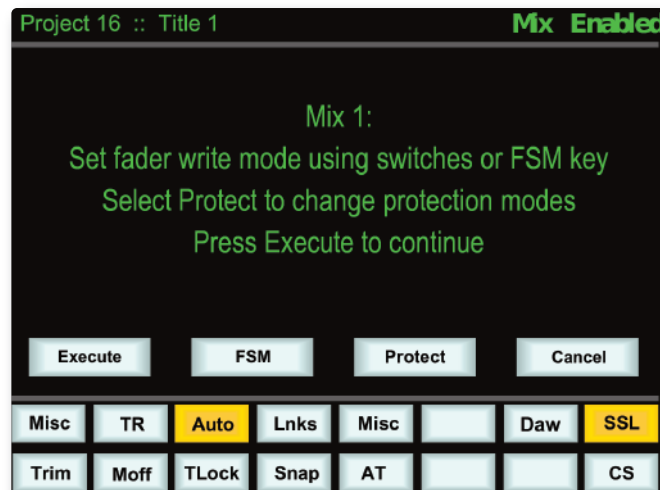 Project 16 :: Title 1 Mix Enabled
Mix 1:
Set fader write mode using switches or FSM key
Select Protect to change protection modes
Press Execute to continue
Execute FSM Protect Cancel
Misc TR Auto Lnks Misc Daw SSL
Trim Moff TLock Snap AT CS